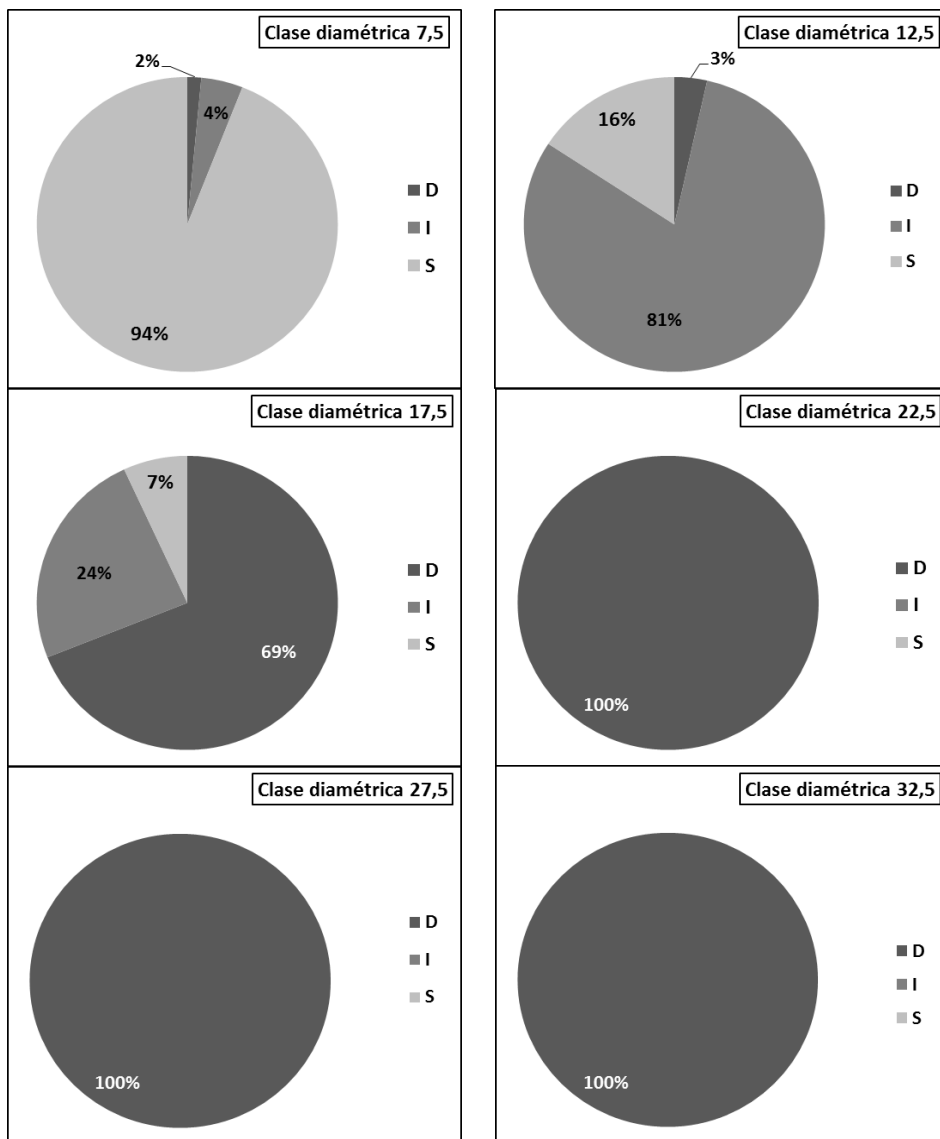 Clase diamétrica 7,5
2%
4%
94%
D
I
S
Clase diamétrica 12,5
3%
16%
81%
D
I
S
Clase diamétrica 17,5
7%
24%
69%
D
I
S
Clase diamétrica 22,5
100%
D
I
S
Clase diamétrica 27,5
100%
D
I
S
Clase diamétrica 32,5
100%
D
I
S